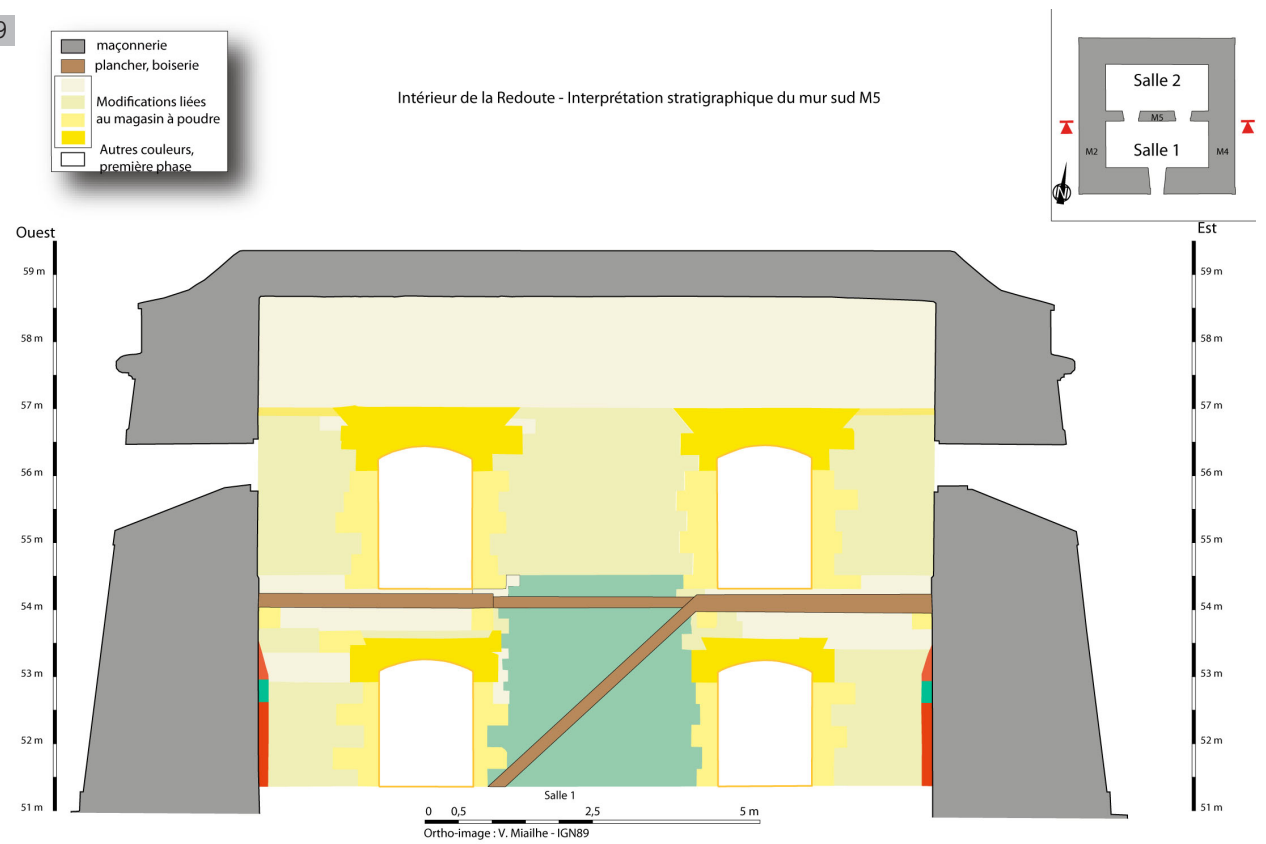 9
maçonnerie
plancher, boiserie
Modifications liées
au magasin à poudre
Autres couleurs,
première phase
Intérieur de la Redoute - Interprétation stratigraphique du mur sud M5
Salle 2
M5
Salle 1
M2
M4
N
Ouest
Est
59 m
59 m
58 m
58 m
57 m
57 m
56 m
56 m
55 m
55 m
54 m
54 m
53 m
53 m
52 m
52 m
51 m
51 m
Salle 1
0 0,5 2,5 5 m
Ortho-image : V. Miailhe - IGN89